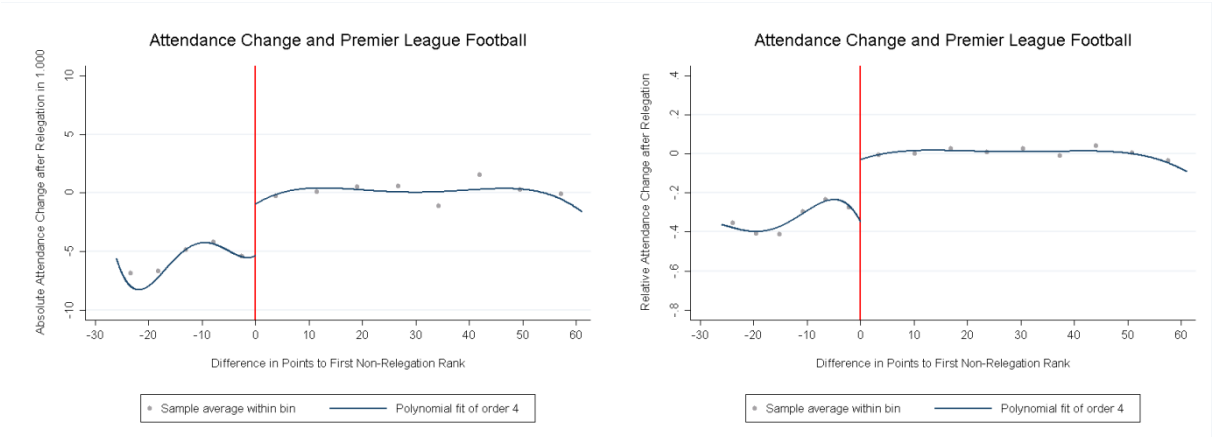 Attendance Change and Premier League Football
Absolute Attendance Change after Relegation in 1.000
10
5
0
-5
-10
-30 -20 -10 0 10 20 30 40 50 60
Difference in Points to First Non-Relegation Rank
Sample average within bin Polynomial fit of order 4
Attendance Change and Premier League Football
Relative Attendance Change after Relegation
.4
.2
0
-.2
-.4
-.6
-.8
-30 -20 -10 0 10 20 30 40 50 60
Difference in Points to First Non-Relegation Rank
Sample average within bin Polynomial fit of order 4